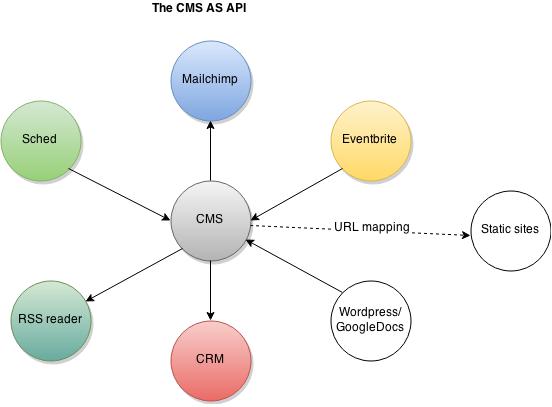 The CMS AS API
Mailchimp
Sched
Eventbrite
CMS
URL mapping
Static sites
RSS reader
Wordpress/
GoogleDocs
CRM